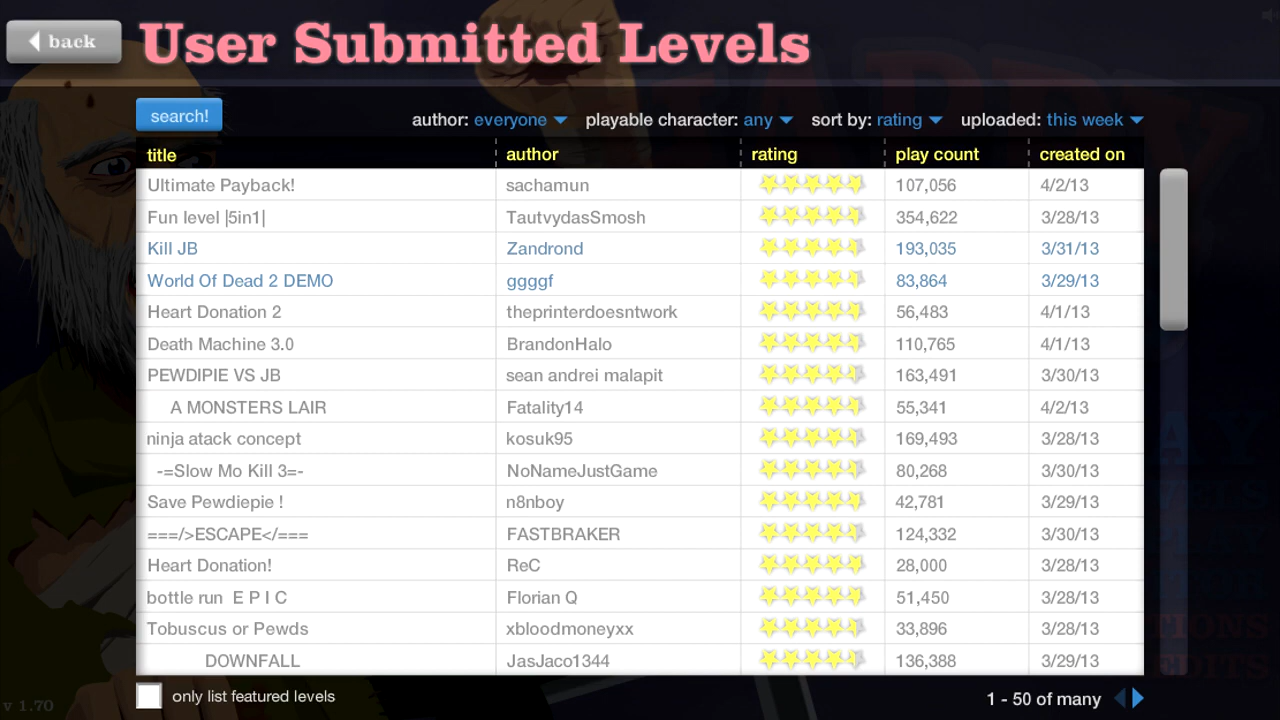 back
User Submitted Levels
search!
author: everyone playable character: any sort by: rating uploaded: this week
title author rating play count created on
Ultimate Payback! sachamun 107,056 4/2/13
Fun level |5in1| TautvydasSmosh 354,622 3/28/13
Kill JB Zandrond 193,035 3/31/13
World Of Dead 2 DEMO ggggf 83,864 3/29/13
Heart Donation 2 theprinterdoesntwork 56,483 4/1/13
Death Machine 3.0 BrandonHalo 110,765 4/1/13
PEWDIPIE VS JB sean andrei malapit 163,491 3/30/13
A MONSTERS LAIR Fatality14 55,341 4/2/13
ninja atack concept kosuk95 169,493 3/28/13
-=Slow Mo Kill 3=- NoNameJustGame 80,268 3/30/13
Save Pewdiepie ! n8nboy 42,781 3/29/13
===/>ESCAPE</=== FASTBRAKER 124,332 3/30/13
Heart Donation! ReC 28,000 3/28/13
bottle run E P I C Florian Q 51,450 3/28/13
Tobuscus or Pewds xbloodmoneyxx 33,896 3/28/13
DOWNFALL JasJaco1344 136,388 3/29/13
only list featured levels
1 - 50 of many
v 1.70